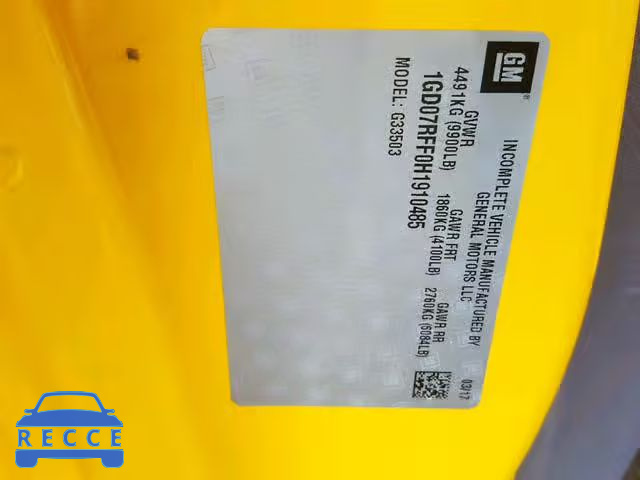 GM®
INCOMPLETE VEHICLE MANUFACTURED BY
GENERAL MOTORS LLC
03/17
GVWR GAWR FRT GAWR RR
4491KG (9900LB) 1860KG (4100LB) 2760KG (6084LB)
1GD07RFF0H1910485
MODEL: G33503
RECCE